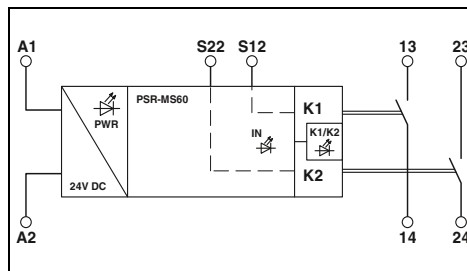 A1 S22 S12 13 23
PSR-MS60
K1
PWR
IN
K1/K2
K2
24V DC
A2 14 24